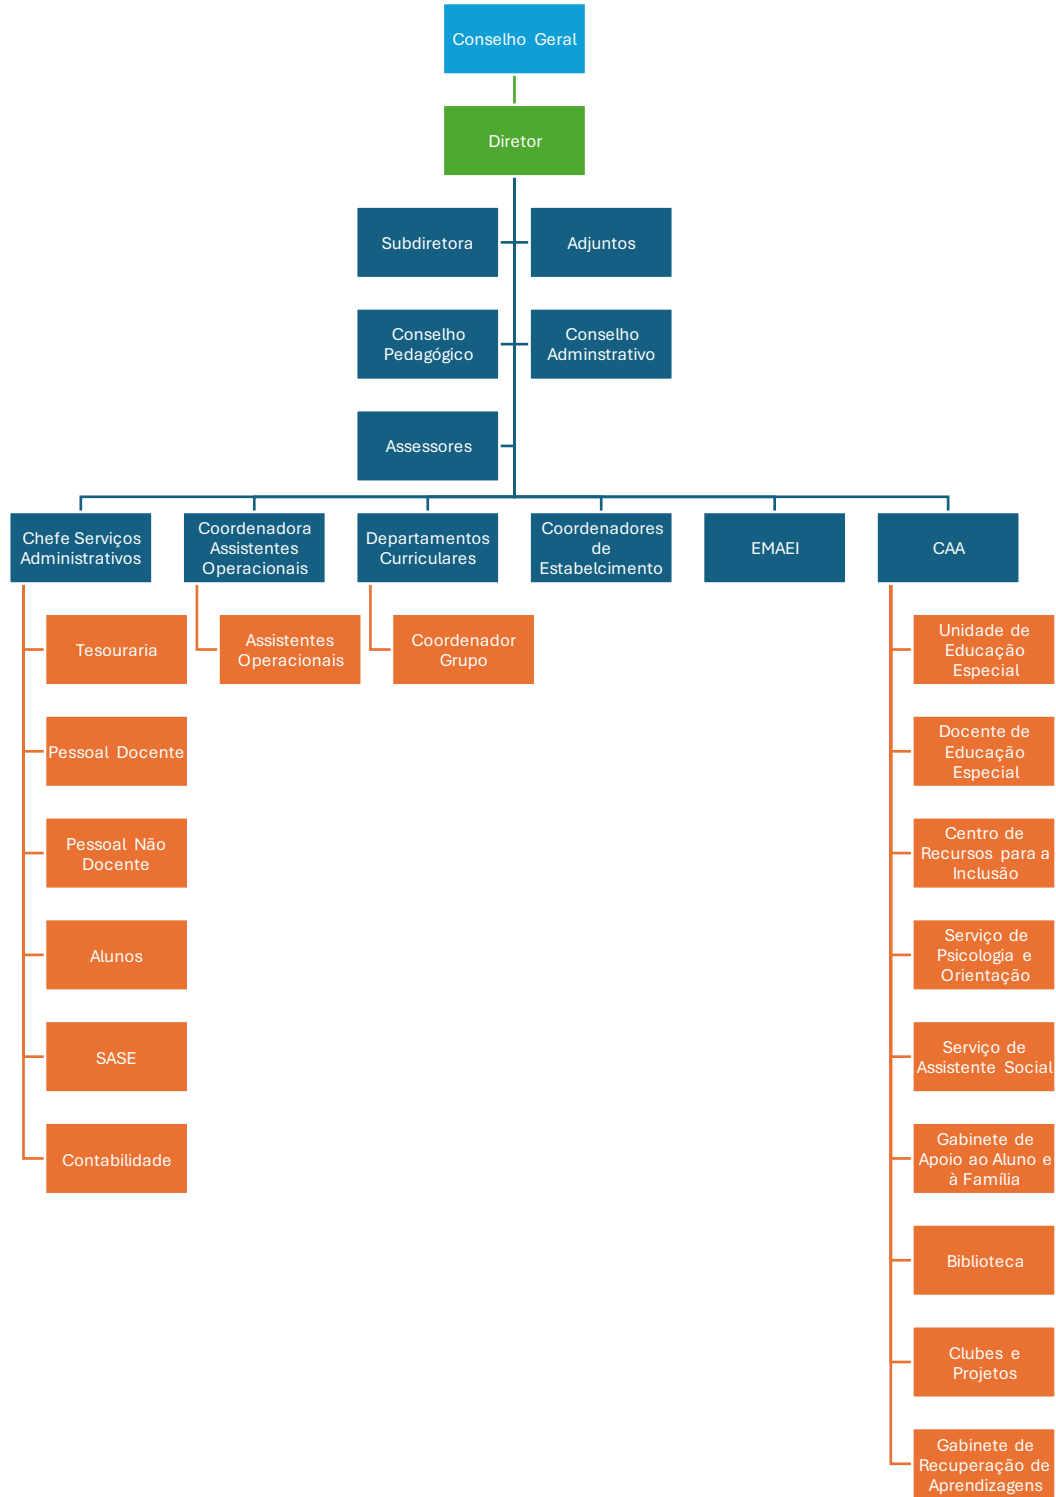 Conselho Geral
Diretor
Subdiretora
Adjuntos
Conselho
Pedagógico
Conselho
Adminstrativo
Assessores
Chefe Serviços
Administrativos
Coordenadora
Assistentes
Operacionais
Departamentos
Curriculares
Coordenadores
de
Estabelcimento
EMAEI
CAA
Tesouraria
Pessoal Docente
Pessoal Não
Docente
Alunos
SASE
Contabilidade
Assistentes
Operacionais
Coordenador
Grupo
Unidade de
Educação
Especial
Docente de
Educação
Especial
Centro de
Recursos para a
Inclusão
Serviço de
Psicologia e
Orientação
Serviço de
Assistente Social
Gabinete de
Apoio ao Aluno e
à Família
Biblioteca
Clubes e
Projetos
Gabinete de
Recuperação de
Aprendizagens